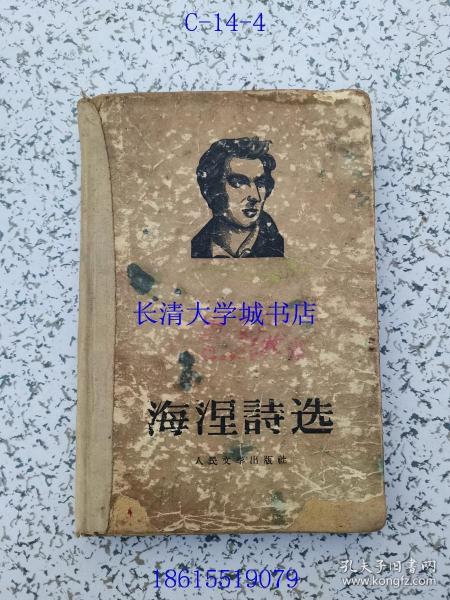 C-14-4
长清大学城书店
海涅詩选
人民文学出版社
18615519079
孔夫子旧书网
www.kongfz.com